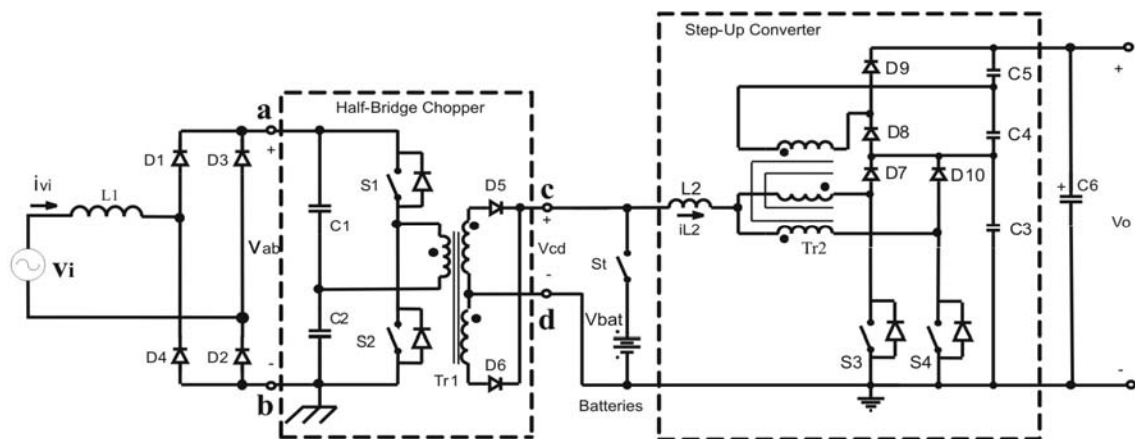 Step-Up Converter
D9
C5
Half-Bridge Chopper
a
+
+
D8
C4
D1
D3
S1
D5
D7
D10
ivi
L1
c
L2
C6
+
C1
+
iL2
C3
Vi
Vab
Vcd
St
Tr2
Vo
-
C2
d
Vbat
D4
D2
S2
S3
S4
-
Tr1
D6
-
b
Batteries